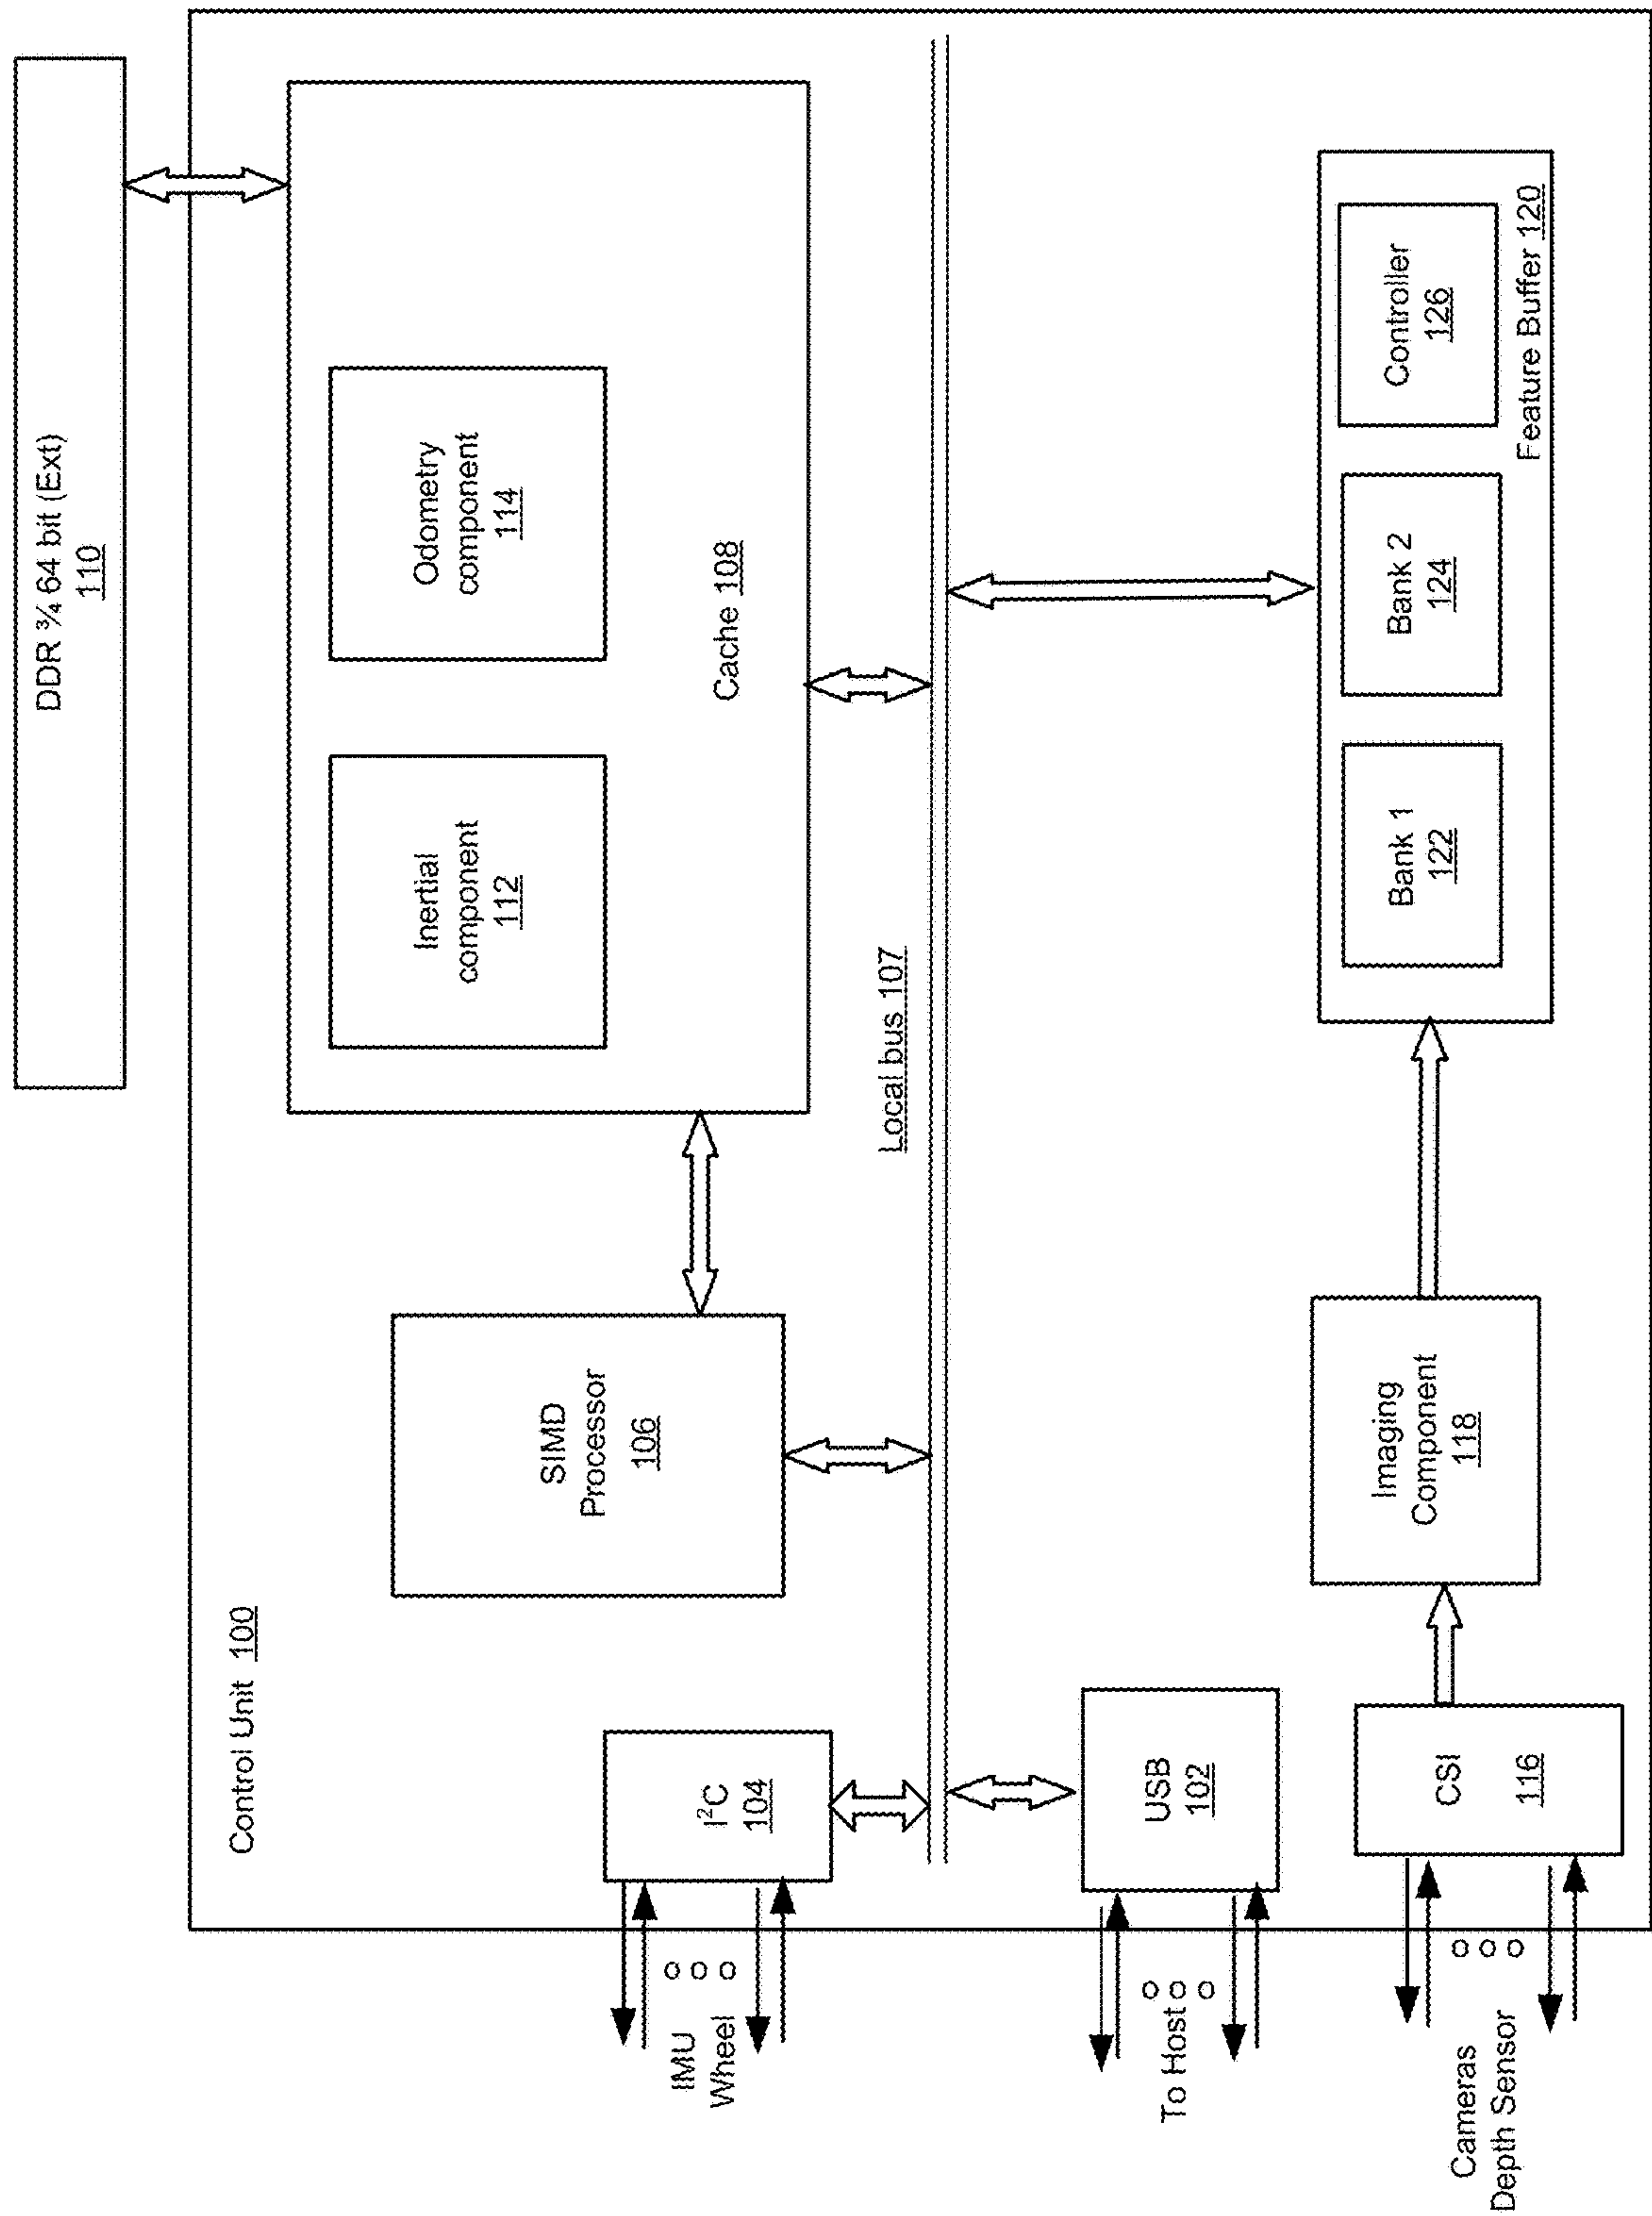 DDR ¾ 64 bit (Ext)
110
Control Unit 100
Inertial
component
112
Odometry
component
114
Cache 108
SIMD
Processor
106
I²C
104
IMU
Wheel
Local bus 107
USB
102
To Host
CSI
116
Cameras
Depth Sensor
Imaging
Component
118
Bank 1
122
Bank 2
124
Controller
126
Feature Buffer 120